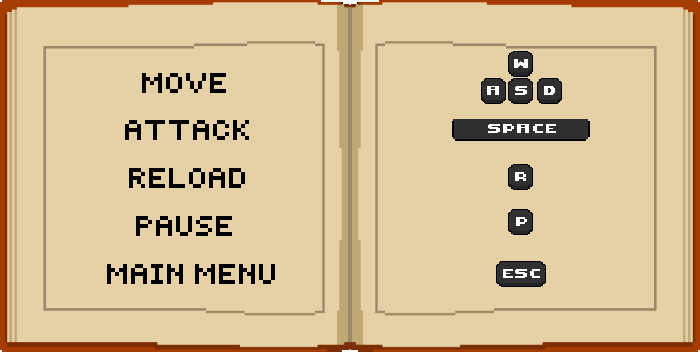 MOVE
ATTACK
RELOAD
PAUSE
MAIN MENU
W
A S D
SPACE
R
P
ESC